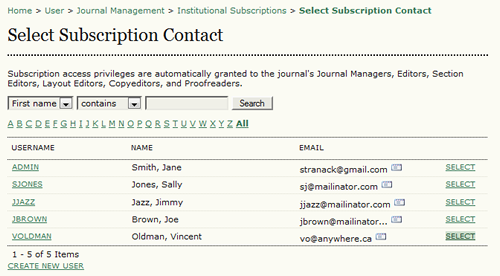 Home > User > Journal Management > Institutional Subscriptions > Select Subscription Contact
Select Subscription Contact
Subscription access privileges are automatically granted to the journal's Journal Managers, Editors, Section
Editors, Layout Editors, Copyeditors, and Proofreaders.
First name contains Search
A B C D E F G H I J K L M N O P Q R S T U V W X Y Z All
USERNAME NAME EMAIL
ADMIN Smith, Jane stranack@gmail.com SELECT
SJONES Jones, Sally sj@mailinator.com SELECT
JJAZZ Jazz, Jimmy jjazz@mailinator.com SELECT
JBROWN Brown, Joe jbrown@mailinator... SELECT
VOLDMAN Oldman, Vincent vo@anywhere.ca SELECT
1 - 5 of 5 Items
CREATE NEW USER